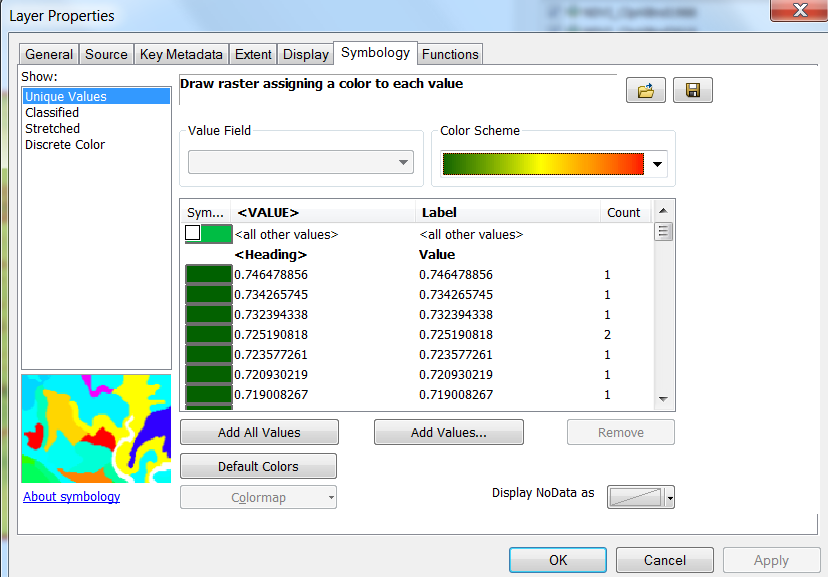 Layer Properties
General Source Key Metadata Extent Display Symbology Functions
Show:
Unique Values
Classified
Stretched
Discrete Color
Draw raster assigning a color to each value
Value Field
Color Scheme
Sym... <VALUE> Label Count
<all other values> <all other values>
<Heading> Value
0.746478856 0.746478856 1
0.734265745 0.734265745 1
0.732394338 0.732394338 1
0.725190818 0.725190818 2
0.723577261 0.723577261 1
0.720930219 0.720930219 1
0.719008267 0.719008267 1
Add All Values Add Values... Remove
Default Colors
Colormap
Display NoData as
About symbology
OK Cancel Apply